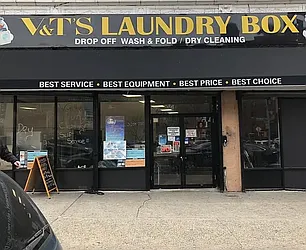 V&T'S LAUNDRY BOX
DROP OFF WASH & FOLD / DRY CLEANING
BEST SERVICE • BEST EQUIPMENT • BEST PRICE • BEST CHOICE